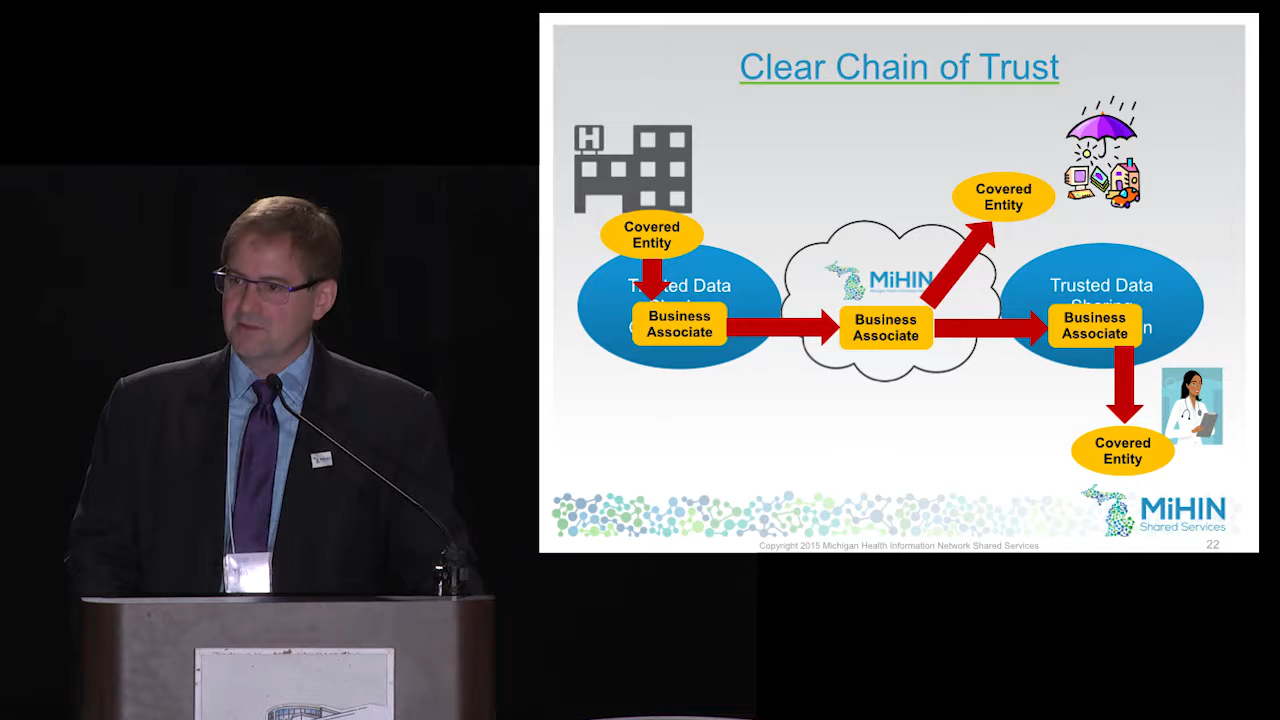 Clear Chain of Trust
H
Covered
Entity
Covered
Entity
Trusted Data
MiHIN
Trusted Data
Sharing
Business
Associate
Business
Associate
Business
Associate
Covered
Entity
MiHIN
Shared Services
Copyright 2015 Michigan Health Information Network Shared Services
22